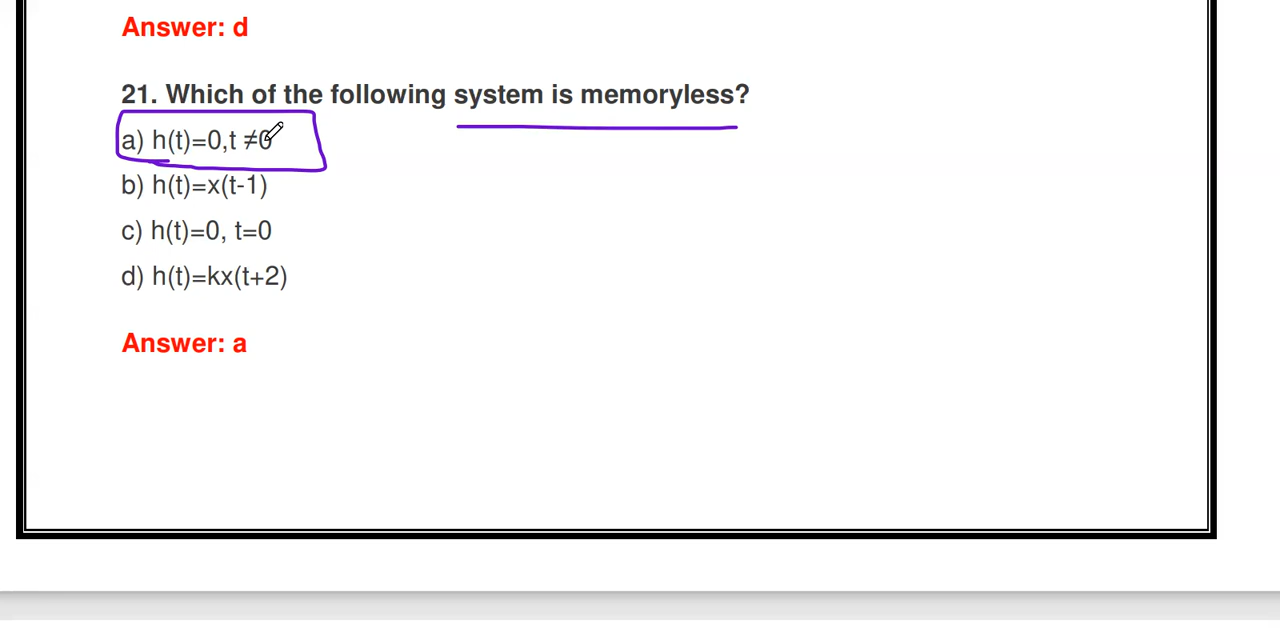 Answer: d
21. Which of the following system is memoryless?
a) h(t)=0,t ≠0
b) h(t)=x(t-1)
c) h(t)=0, t=0
d) h(t)=kx(t+2)
Answer: a